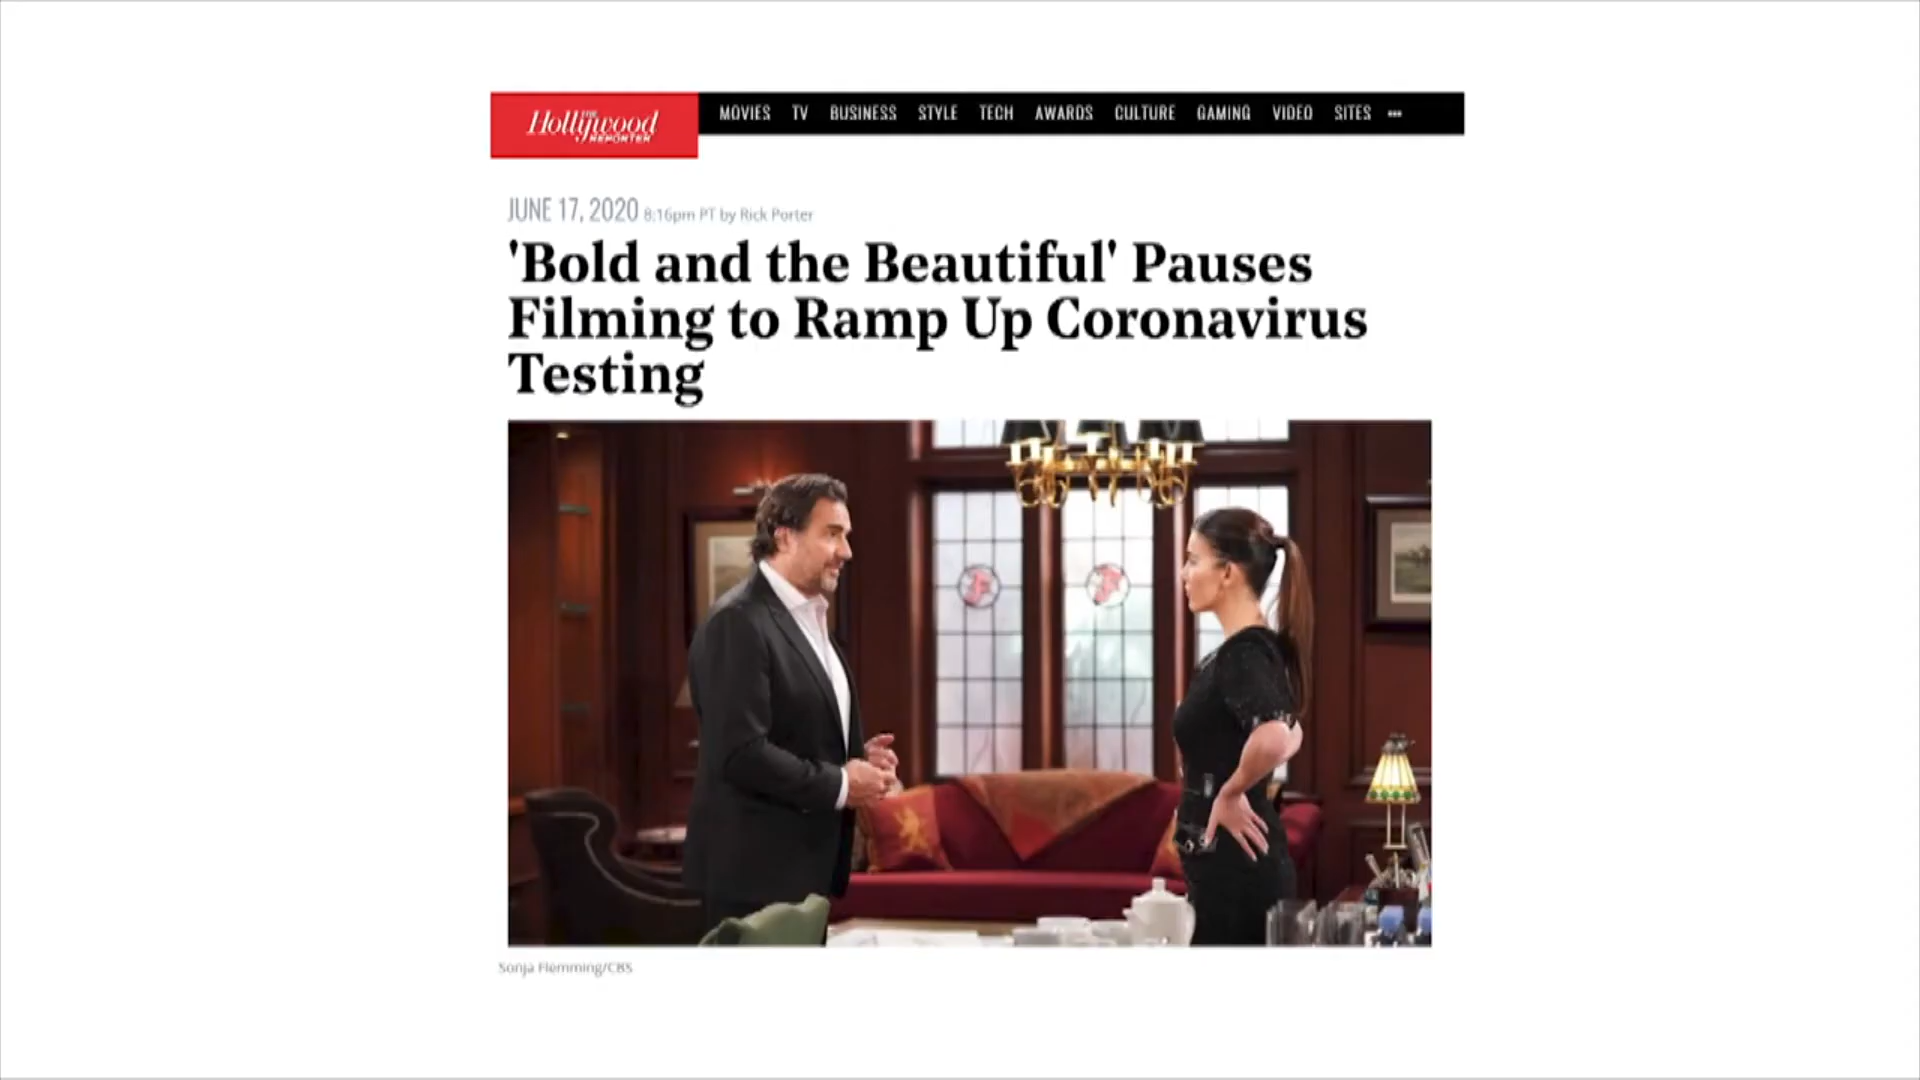 THE
Hollywood
REPORTER
MOVIES TV BUSINESS STYLE TECH AWARDS CULTURE GAMING VIDEO SITES •••
JUNE 17, 2020 8:16pm PT by Rick Porter
'Bold and the Beautiful' Pauses
Filming to Ramp Up Coronavirus
Testing
F F
Sonja Flemming/CBS